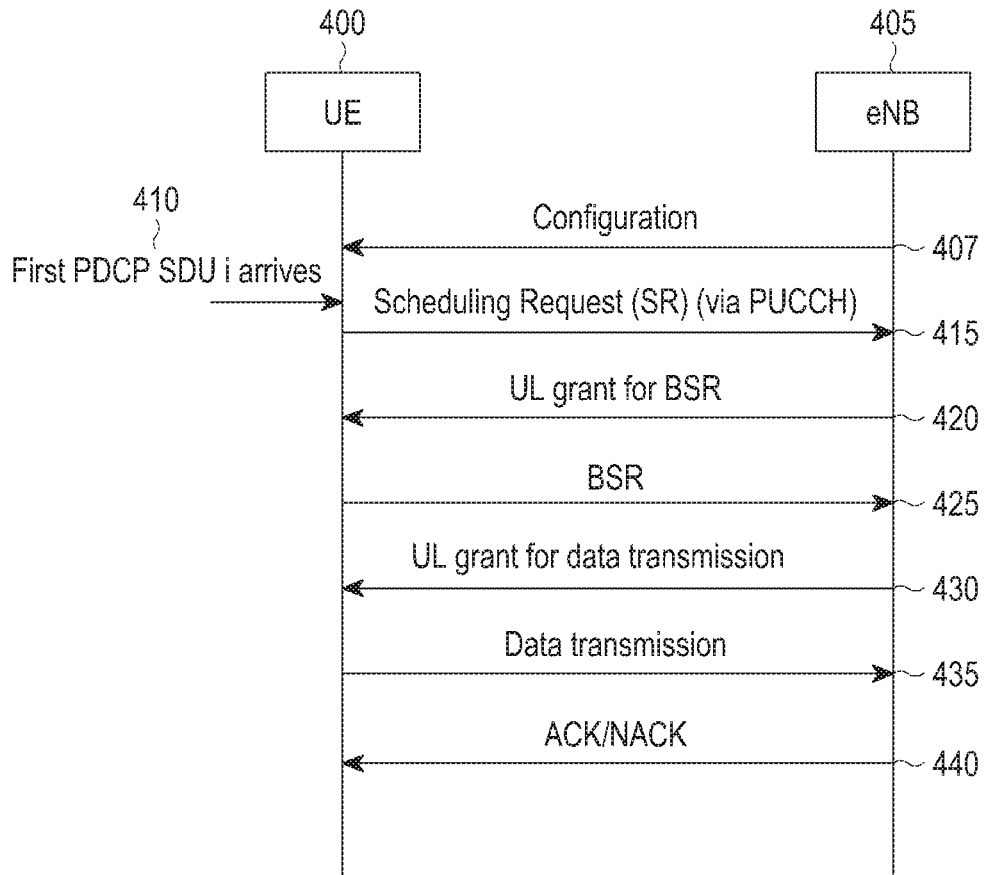 400
405
UE
eNB
410
Configuration
407
First PDCP SDU i arrives
Scheduling Request (SR) (via PUCCH)
415
UL grant for BSR
420
BSR
425
UL grant for data transmission
430
Data transmission
435
ACK/NACK
440